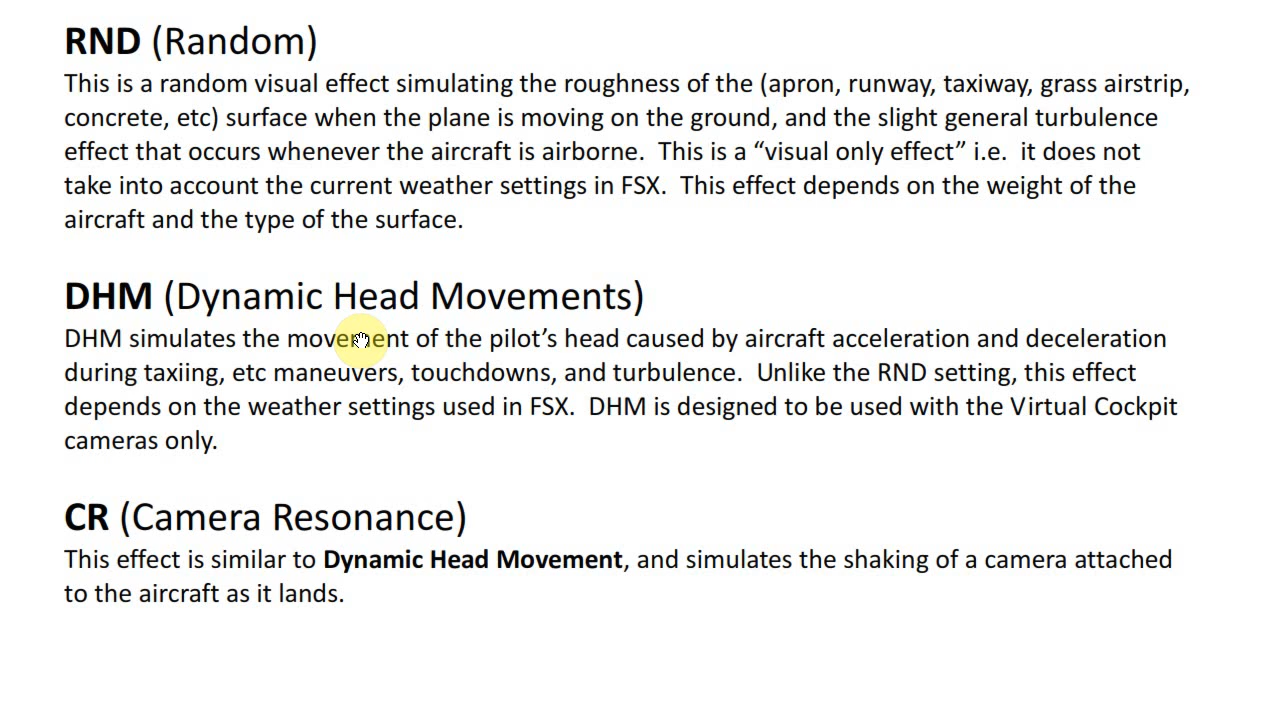 RND (Random)
This is a random visual effect simulating the roughness of the (apron, runway, taxiway, grass airstrip,
concrete, etc) surface when the plane is moving on the ground, and the slight general turbulence
effect that occurs whenever the aircraft is airborne.  This is a “visual only effect” i.e.  it does not
take into account the current weather settings in FSX.  This effect depends on the weight of the
aircraft and the type of the surface.
DHM (Dynamic Head Movements)
DHM simulates the movement of the pilot’s head caused by aircraft acceleration and deceleration
during taxiing, etc maneuvers, touchdowns, and turbulence.  Unlike the RND setting, this effect
depends on the weather settings used in FSX.  DHM is designed to be used with the Virtual Cockpit
cameras only.
CR (Camera Resonance)
This effect is similar to Dynamic Head Movement, and simulates the shaking of a camera attached
to the aircraft as it lands.